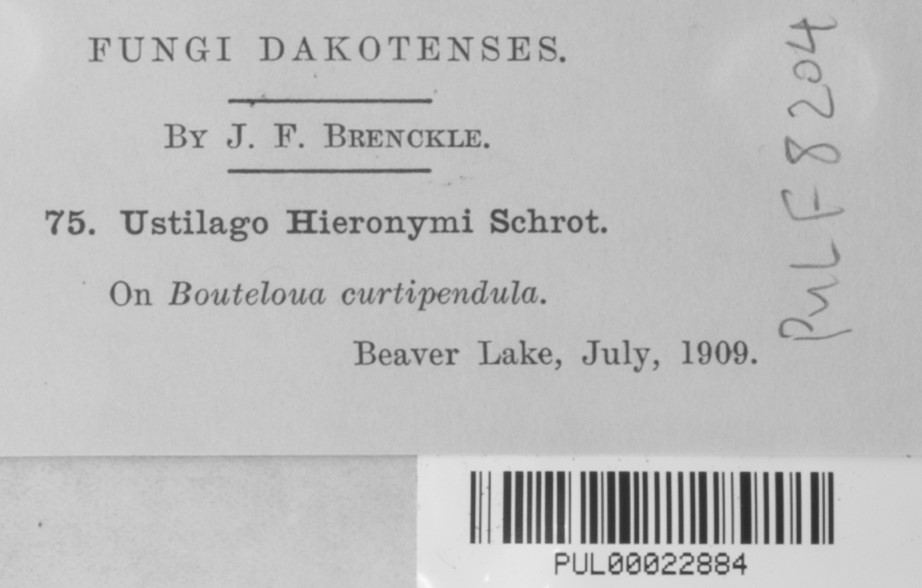 FUNGI DAKOTENSES.
BY J. F. BRENCKLE.
75. Ustilago Hieronymi Schrot.
On Bouteloua curtipendula.
Beaver Lake, July, 1909.
PUL F 8204
PUL00022884